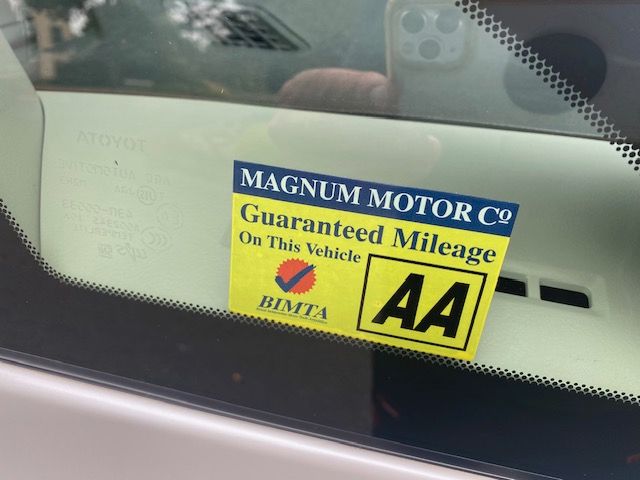 MAGNUM MOTOR Cº
Guaranteed Mileage
On This Vehicle
BIMTA
AA
TOYOTA